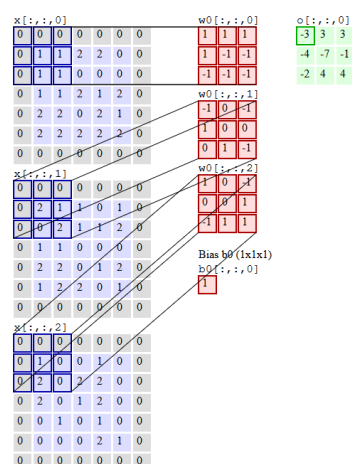 x[:,:,0]
0 0 0 0 0 0 0
0 1 1 2 2 0 0
0 1 1 0 0 0 0
0 1 1 2 1 2 0
0 2 2 0 2 1 0
0 2 2 2 2 2 0
0 0 0 0 0 0 0
x[:,:,1]
0 0 0 0 0 0 0
0 2 1 1 0 1 0
0 0 2 1 1 2 0
0 1 1 0 0 0 0
0 2 2 0 1 2 0
0 1 2 2 0 1 0
0 0 0 0 0 0 0
x[:,:,2]
0 0 0 0 0 0 0
0 1 0 0 1 0 0
0 2 0 2 2 0 0
0 2 0 1 2 0 0
0 0 1 0 1 0 0
0 0 0 0 2 1 0
0 0 0 0 0 0 0
w0[:,:,0]
1 1 1
1 -1 -1
-1 -1 -1
w0[:,:,1]
-1 0 -1
1 0 0
0 1 -1
w0[:,:,2]
1 0 -1
0 0 1
-1 1 1
Bias b0 (1x1x1)
b0[:,:,0]
1
o[:,:,0]
-3 3 3
-4 -7 -1
-2 4 4